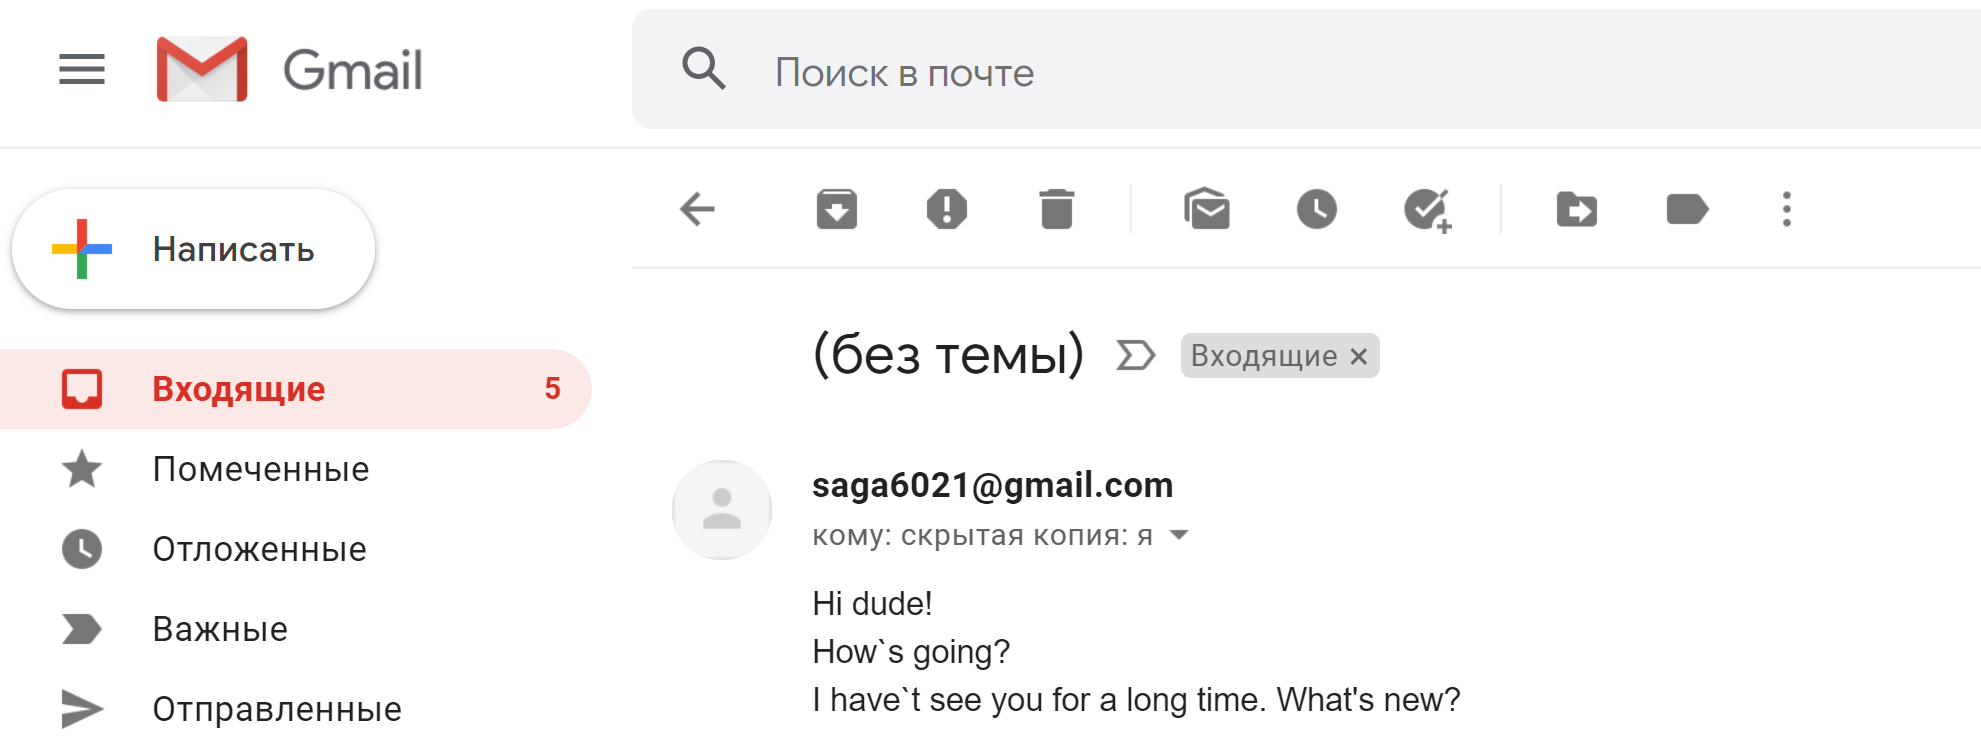 Gmail
Поиск в почте
Написать
(без темы) Входящие ×
Входящие 5
Помеченные
Отложенные
Важные
Отправленные
saga6021@gmail.com
кому: скрытая копия: я
Hi dude!
How`s going?
I have`t see you for a long time. What's new?